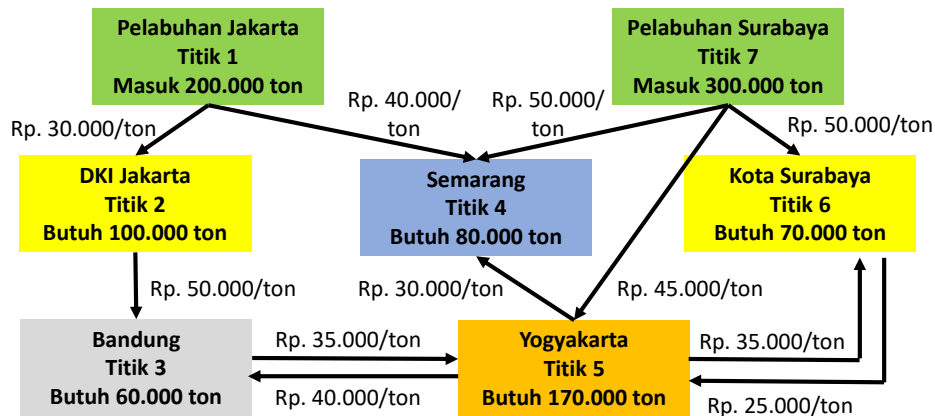 Pelabuhan Jakarta
Titik 1
Masuk 200.000 ton
Pelabuhan Surabaya
Titik 7
Masuk 300.000 ton
Rp. 30.000/ton
Rp. 40.000/
ton
Rp. 50.000/
ton
Rp. 50.000/ton
DKI Jakarta
Titik 2
Butuh 100.000 ton
Semarang
Titik 4
Butuh 80.000 ton
Kota Surabaya
Titik 6
Butuh 70.000 ton
Rp. 50.000/ton
Rp. 30.000/ton
Rp. 45.000/ton
Bandung
Titik 3
Butuh 60.000 ton
Rp. 35.000/ton
Rp. 40.000/ton
Yogyakarta
Titik 5
Butuh 170.000 ton
Rp. 35.000/ton
Rp. 25.000/ton